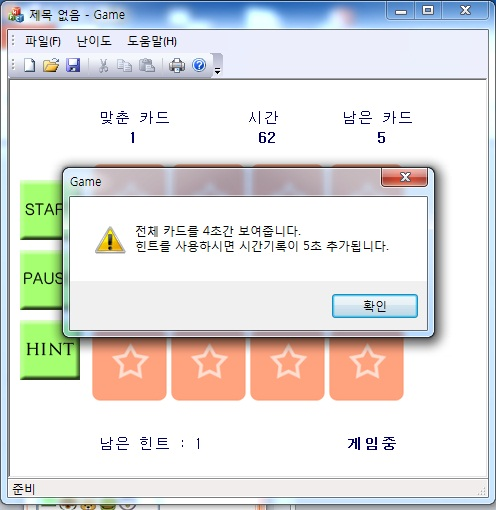 제목 없음 - Game
파일(F) 난이도 도움말(H)
맞춘 카드 시간 남은 카드
1 62 5
Game
전체 카드를 4초간 보여줍니다.
힌트를 사용하시면 시간기록이 5초 추가됩니다.
확인
HINT
남은 힌트 : 1 게임중
준비